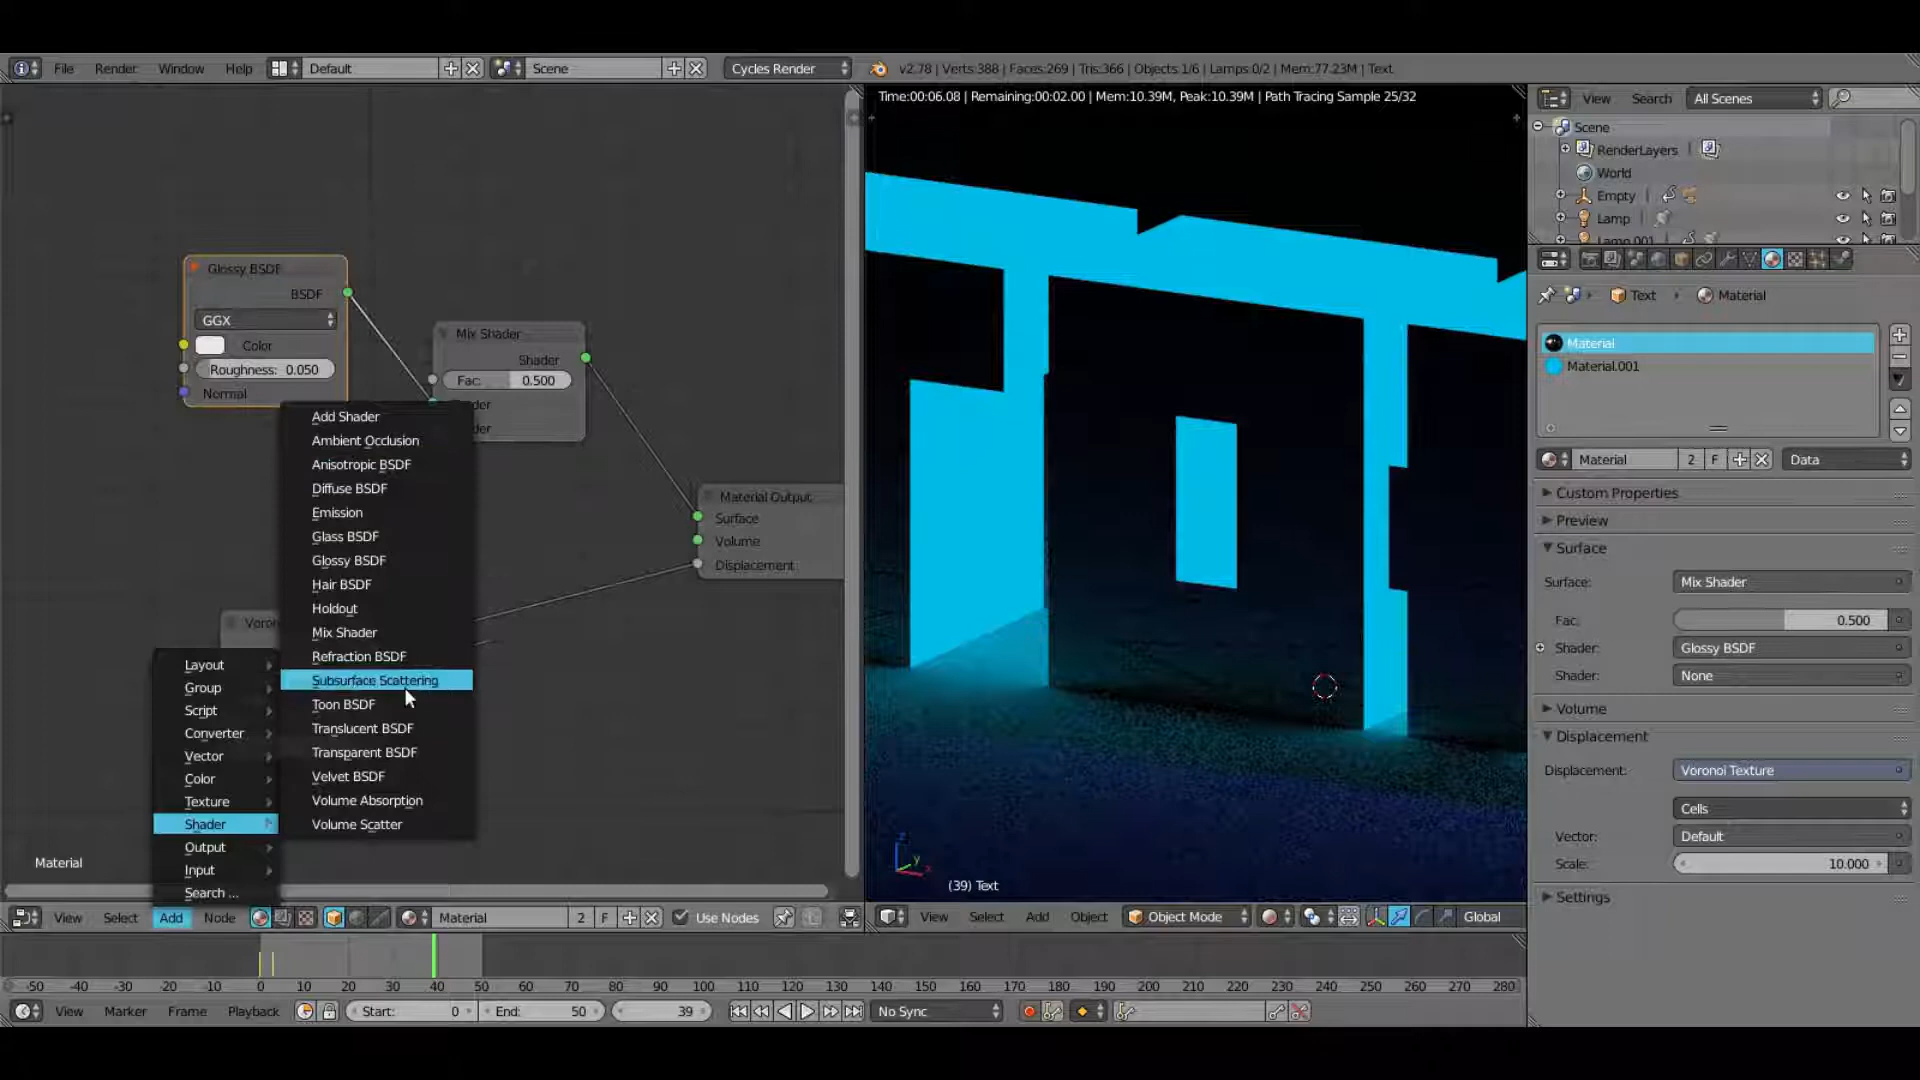 File Render Window Help Default Scene Cycles Render v2.78 | Verts:388 | Faces:269 | Tris:366 | Objects:1/6 | Lamps:0/2 | Mem:77.23M | Text
Time:00:06.08 | Remaining:00:02.00 | Mem:10.39M, Peak:10.39M | Path Tracing Sample 25/32
View Search All Scenes
Scene
RenderLayers
World
Empty
Lamp
Lamp.001
Text Material
Material
Material.001
Material 2 F Data
Custom Properties
Preview
Surface
Surface: Mix Shader
Fac: 0.500
Shader: Glossy BSDF
Shader: None
Volume
Displacement
Displacement: Voronoi Texture
Cells
Vector: Default
Scale: 10.000
Settings
Glossy BSDF
BSDF
GGX
Color
Roughness: 0.050
Normal
Mix Shader
Shader
Fac: 0.500
der
der
Material Output
Surface
Volume
Displacement
Voron
Add Shader
Ambient Occlusion
Anisotropic BSDF
Diffuse BSDF
Emission
Glass BSDF
Glossy BSDF
Hair BSDF
Holdout
Mix Shader
Refraction BSDF
Subsurface Scattering
Toon BSDF
Translucent BSDF
Transparent BSDF
Velvet BSDF
Volume Absorption
Volume Scatter
Layout
Group
Script
Converter
Vector
Color
Texture
Shader
Output
Input
Search ...
Material
(39) Text
z
y
x
View Select Add Node Material 2 F Use Nodes
View Select Add Object Object Mode Global
-50 -40 -30 -20 -10 0 10 20 30 40 50 60 70 80 90 100 110 120 130 140 150 160 170 180 190 200 210 220 230 240 250 260 270 280
View Marker Frame Playback Start: 0 End: 50 39 No Sync